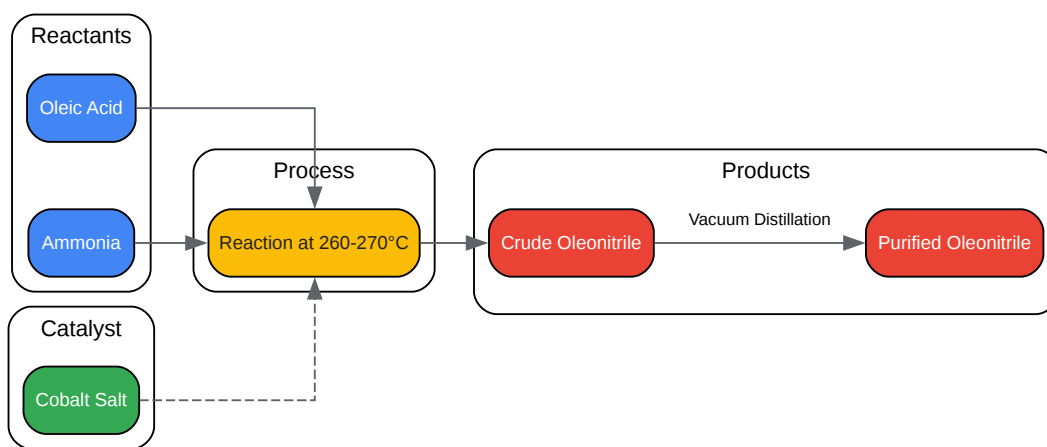 Reactants
Oleic Acid
Ammonia
Process
Reaction at 260-270°C
Products
Crude Oleonitrile
Vacuum Distillation
Purified Oleonitrile
Catalyst
Cobalt Salt